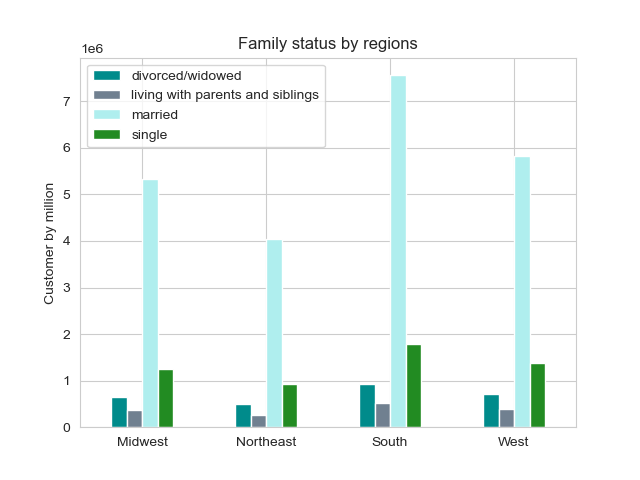 Family status by regions
1e6
divorced/widowed
living with parents and siblings
married
single
Customer by million
7
6
5
4
3
2
1
0
Midwest
Northeast
South
West